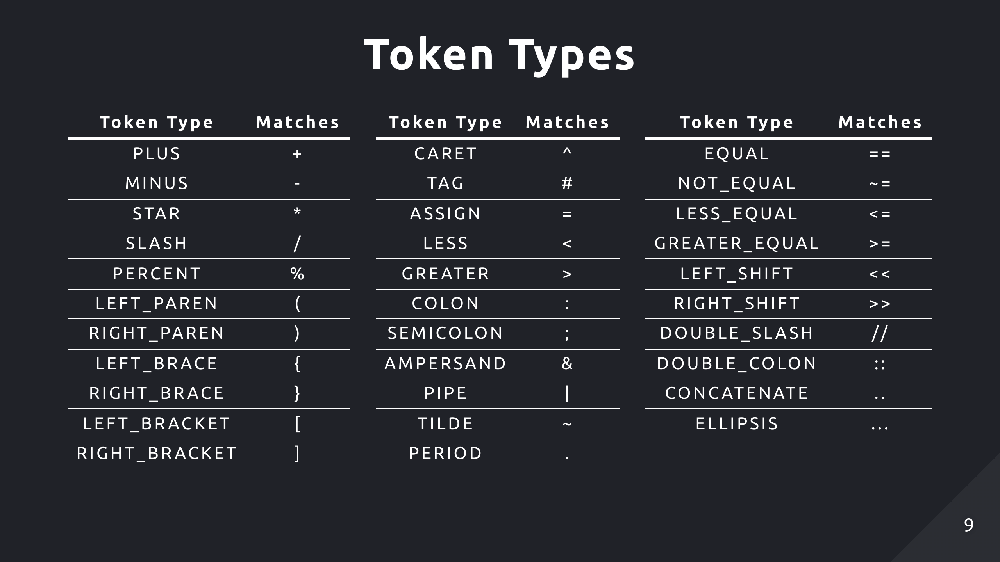 Token Types
Token Type Matches
PLUS +
MINUS -
STAR *
SLASH /
PERCENT %
LEFT_PAREN (
RIGHT_PAREN )
LEFT_BRACE {
RIGHT_BRACE }
LEFT_BRACKET [
RIGHT_BRACKET ]
Token Type Matches
CARET ^
TAG #
ASSIGN =
LESS <
GREATER >
COLON :
SEMICOLON ;
AMPERSAND &
PIPE |
TILDE ~
PERIOD .
Token Type Matches
EQUAL ==
NOT_EQUAL ~=
LESS_EQUAL <=
GREATER_EQUAL >=
LEFT_SHIFT <<
RIGHT_SHIFT >>
DOUBLE_SLASH //
DOUBLE_COLON ::
CONCATENATE ..
ELLIPSIS ...
9